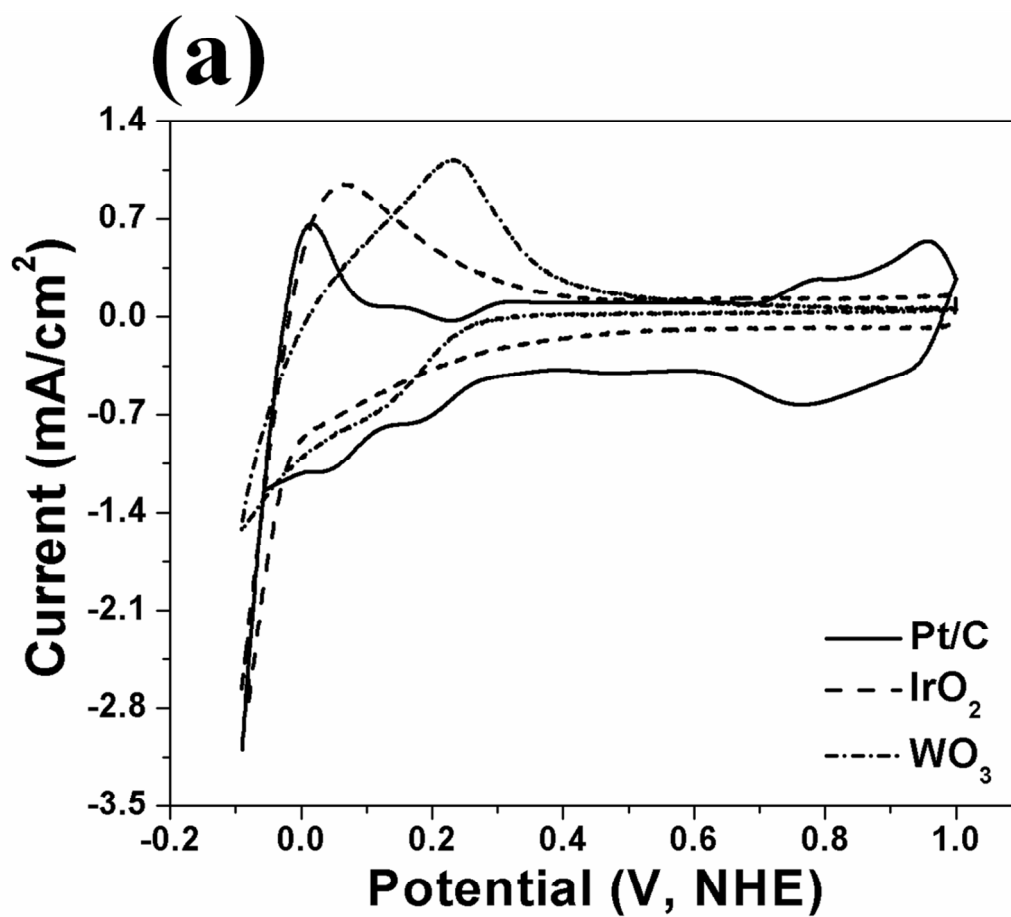 (a)
1.4
0.7
0.0
-0.7
-1.4
-2.1
-2.8
-3.5
Current (mA/cm²)
Pt/C
IrO₂
WO₃
-0.2 0.0 0.2 0.4 0.6 0.8 1.0
Potential (V, NHE)